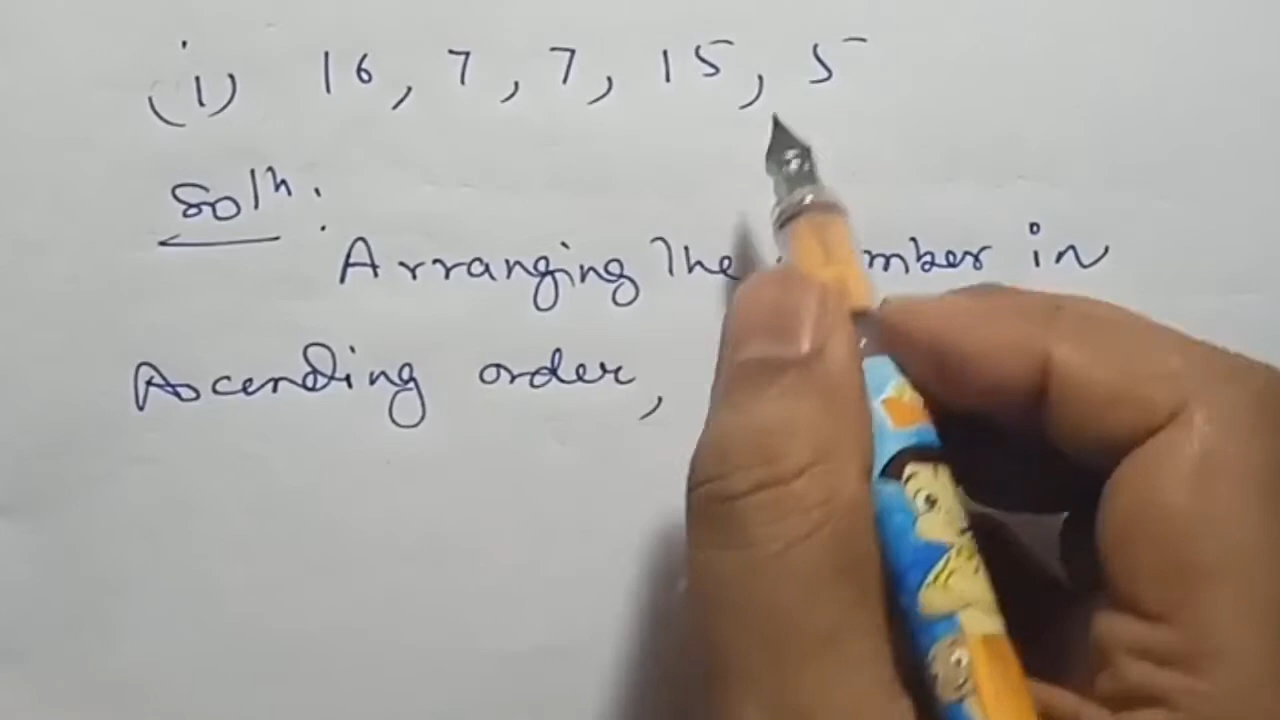 (i) 16, 7, 7, 15, 5
Soln.
Arranging the in
Ascending order,